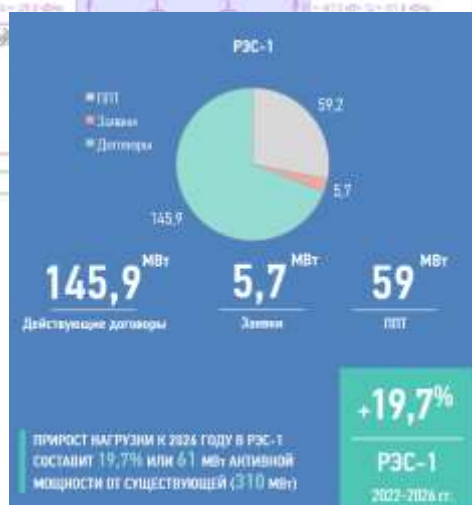 РЭС-1
ППТ
Заявки
Договоры
59,2
5,7
145,9
145,9 МВт
Действующие договоры
5,7 МВт
Заявки
59 МВт
ППТ
ПРИРОСТ НАГРУЗКИ К 2026 ГОДУ В РЭС-1
СОСТАВИТ 19,7% ИЛИ 61 МВт АКТИВНОЙ
МОЩНОСТИ ОТ СУЩЕСТВУЮЩЕЙ (310 МВт)
+19,7%
РЭС-1
2022-2026 гг.